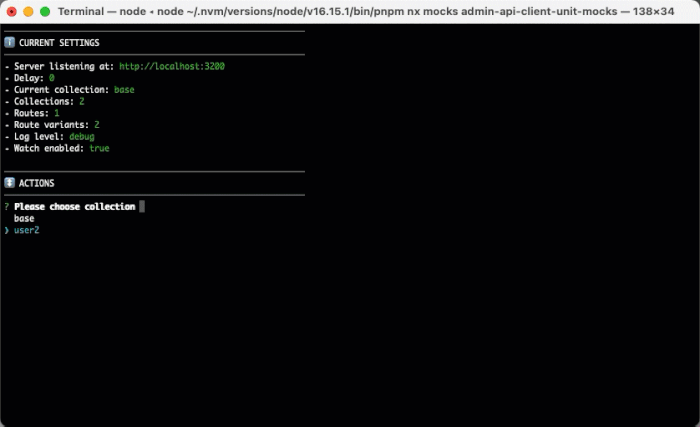 Terminal — node ◂ node ~/.nvm/versions/node/v16.15.1/bin/pnpm nx mocks admin-api-client-unit-mocks — 138×34
CURRENT SETTINGS
- Server listening at: http://localhost:3200
- Delay: 0
- Current collection: base
- Collections: 2
- Routes: 1
- Route variants: 2
- Log level: debug
- Watch enabled: true
ACTIONS
? Please choose collection
base
❯ user2